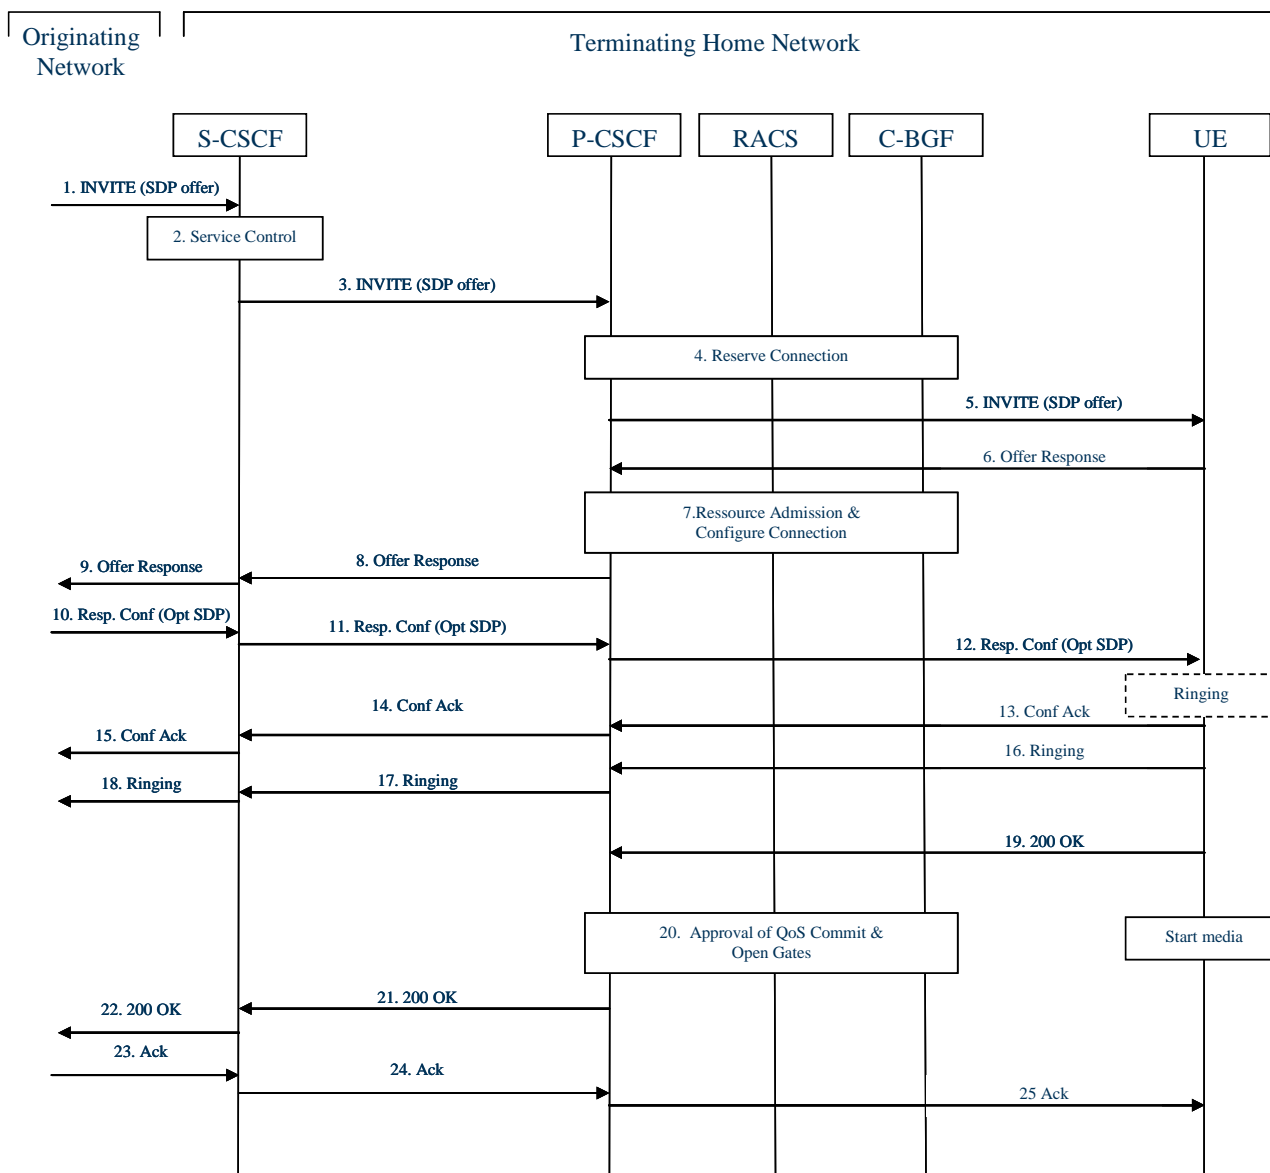 Originating
Network
Terminating Home Network
S-CSCF
P-CSCF
RACS
C-BGF
UE
1. INVITE (SDP offer)
2. Service Control
3. INVITE (SDP offer)
4. Reserve Connection
5. INVITE (SDP offer)
6. Offer Response
7.Ressource Admission &
Configure Connection
8. Offer Response
9. Offer Response
10. Resp. Conf (Opt SDP)
11. Resp. Conf (Opt SDP)
12. Resp. Conf (Opt SDP)
Ringing
13. Conf Ack
14. Conf Ack
15. Conf Ack
16. Ringing
17. Ringing
18. Ringing
19. 200 OK
20. Approval of QoS Commit &
Open Gates
Start media
21. 200 OK
22. 200 OK
23. Ack
24. Ack
25 Ack